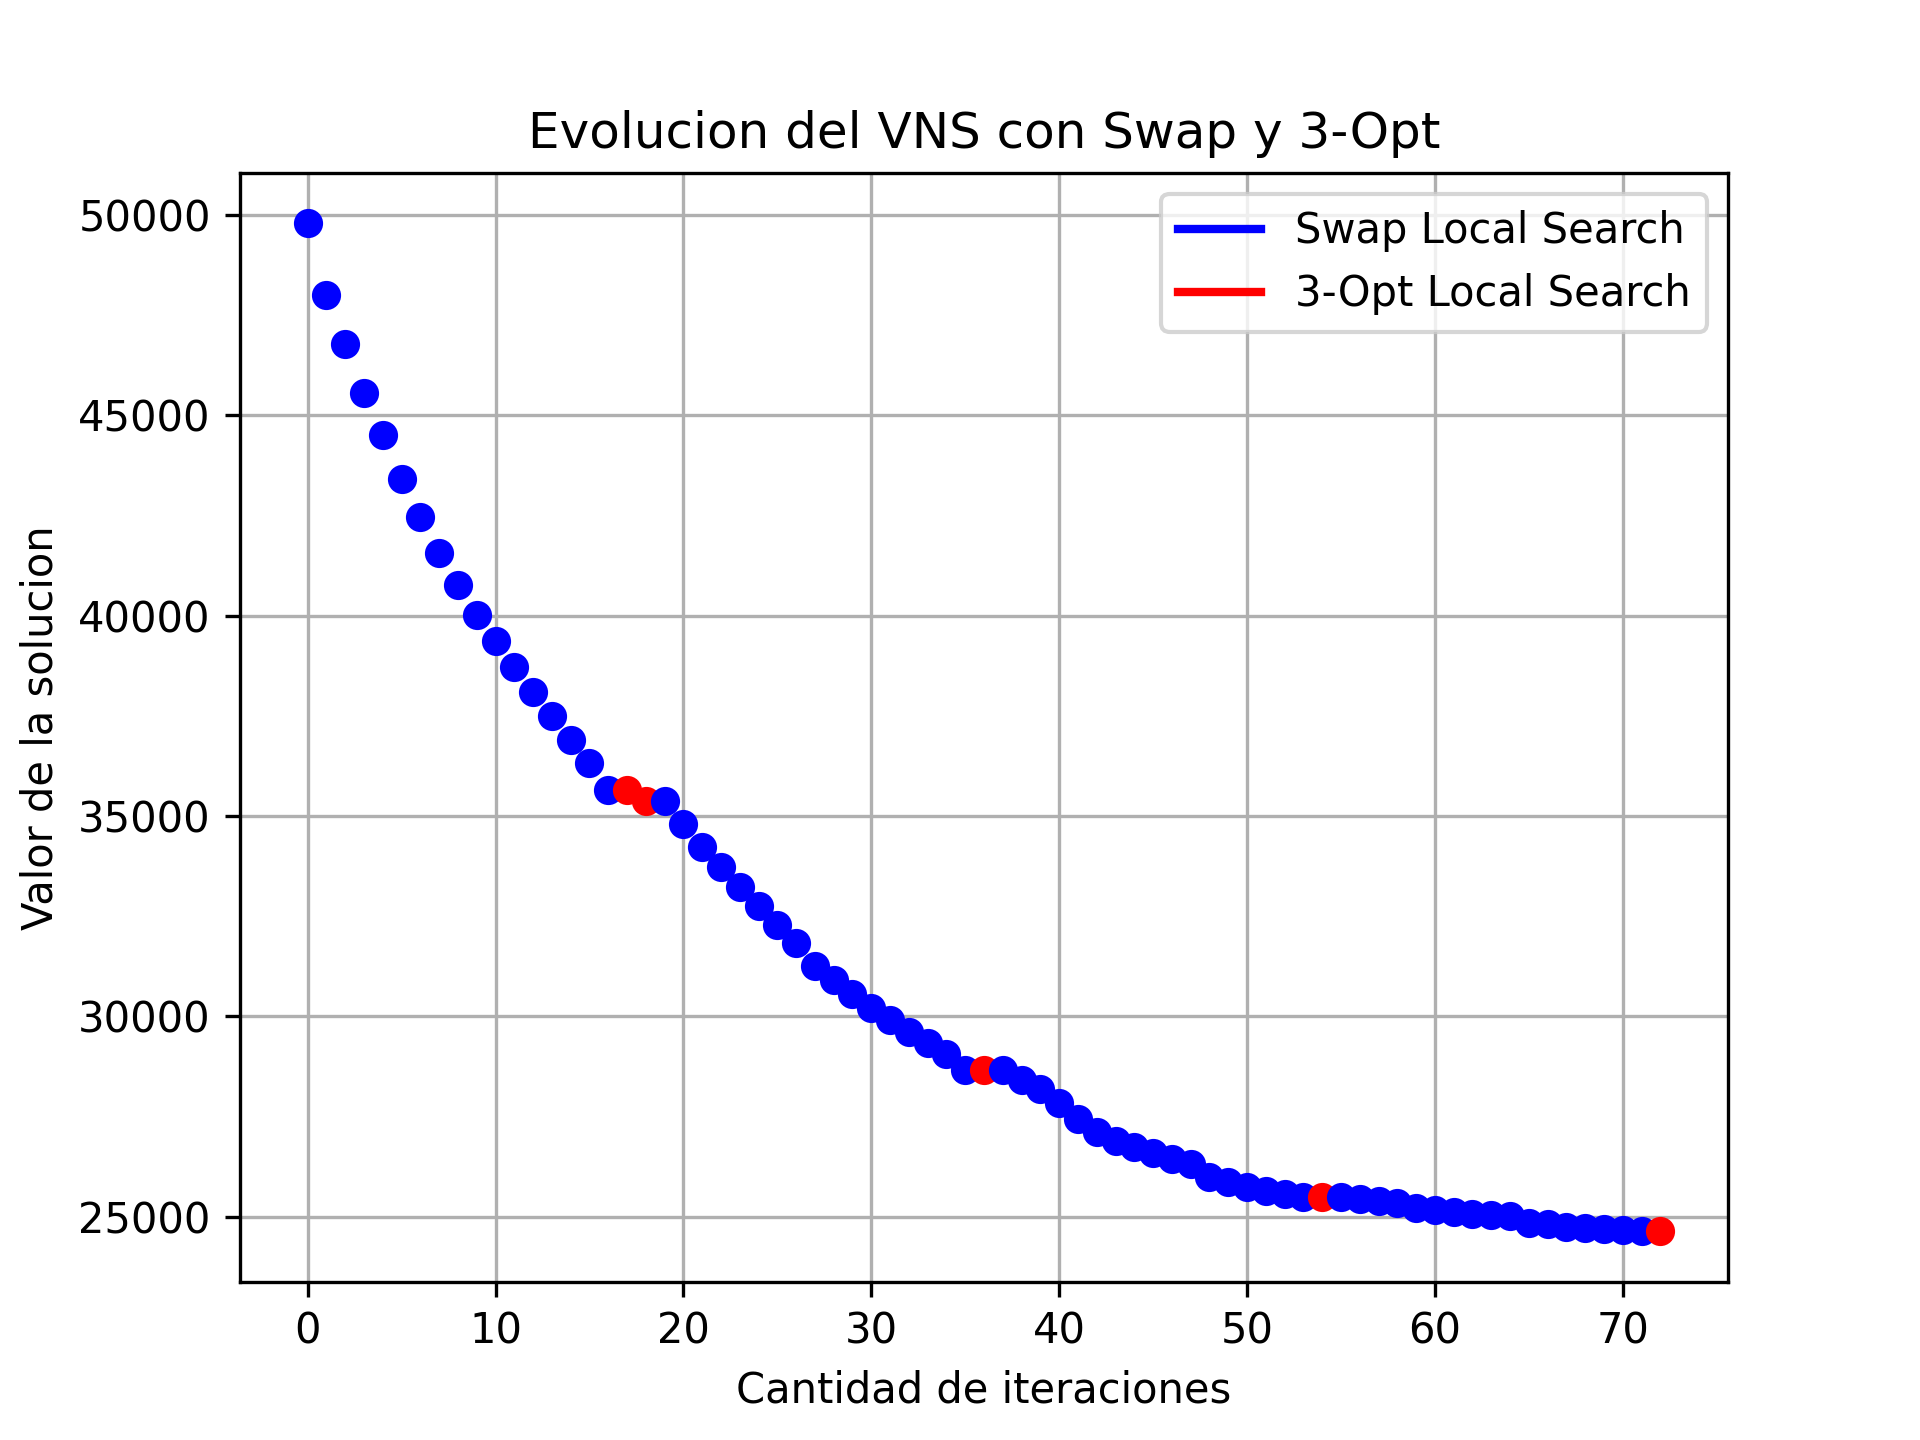 Evolucion del VNS con Swap y 3-Opt
Swap Local Search
3-Opt Local Search
50000
45000
40000
35000
30000
25000
Valor de la solucion
0 10 20 30 40 50 60 70
Cantidad de iteraciones